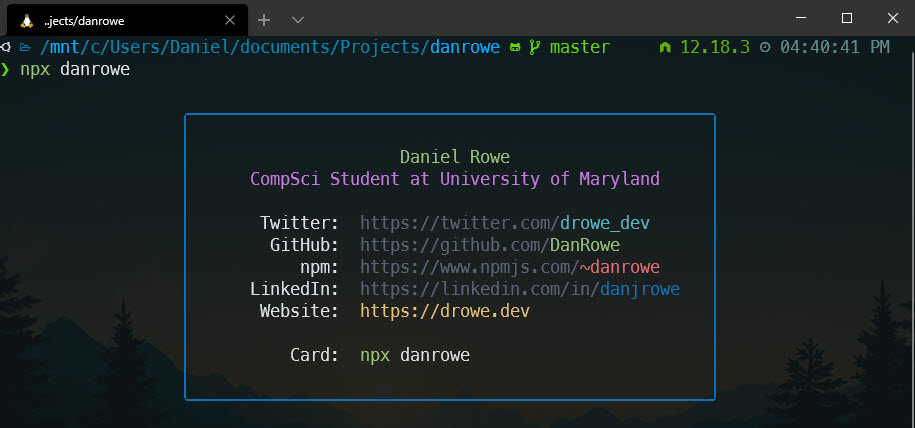 ..jects/danrowe
/mnt/c/Users/Daniel/documents/Projects/danrowe master 12.18.3 04:40:41 PM
❯ npx danrowe
Daniel Rowe
CompSci Student at University of Maryland
Twitter: https://twitter.com/drowe_dev
GitHub: https://github.com/DanRowe
npm: https://www.npmjs.com/~danrowe
LinkedIn: https://linkedin.com/in/danjrowe
Website: https://drowe.dev
Card: npx danrowe